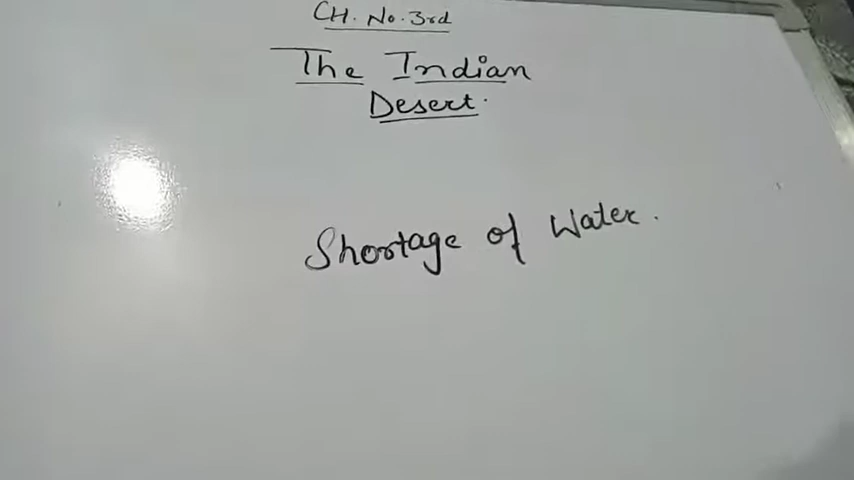 CH. No. 3rd
The Indian
Desert.
Shortage of Water.